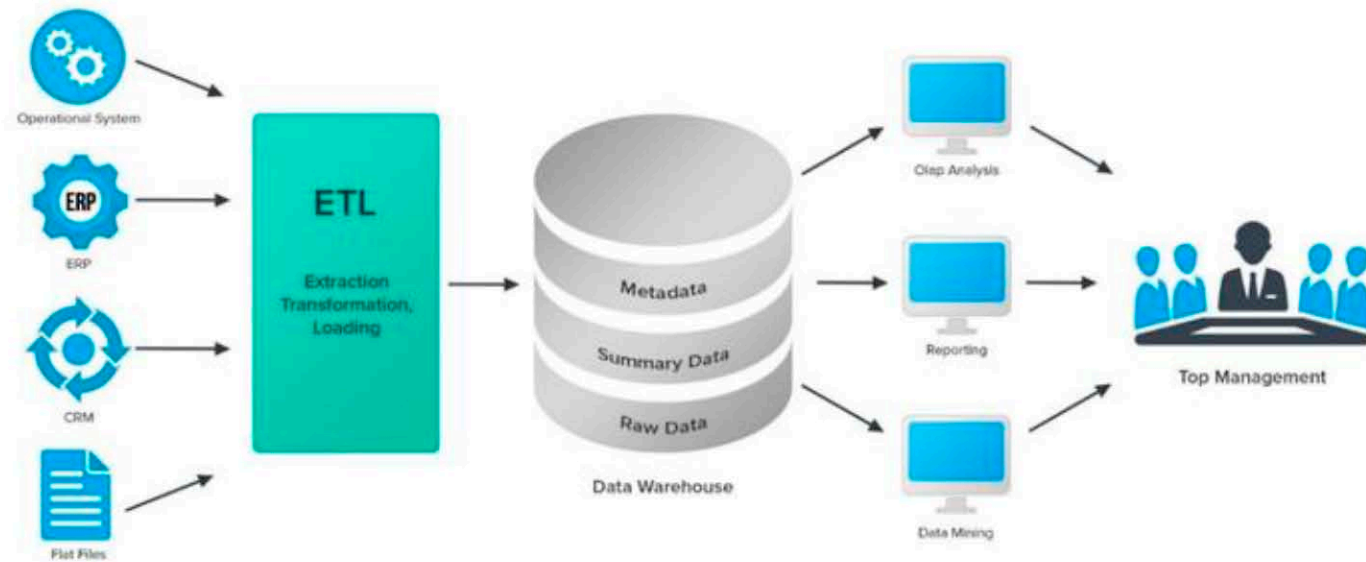 Operational System
ERP
ERP
CRM
Flat Files
ETL
Extraction
Transformation,
Loading
Metadata
Summary Data
Raw Data
Data Warehouse
Olap Analysis
Reporting
Data Mining
Top Management